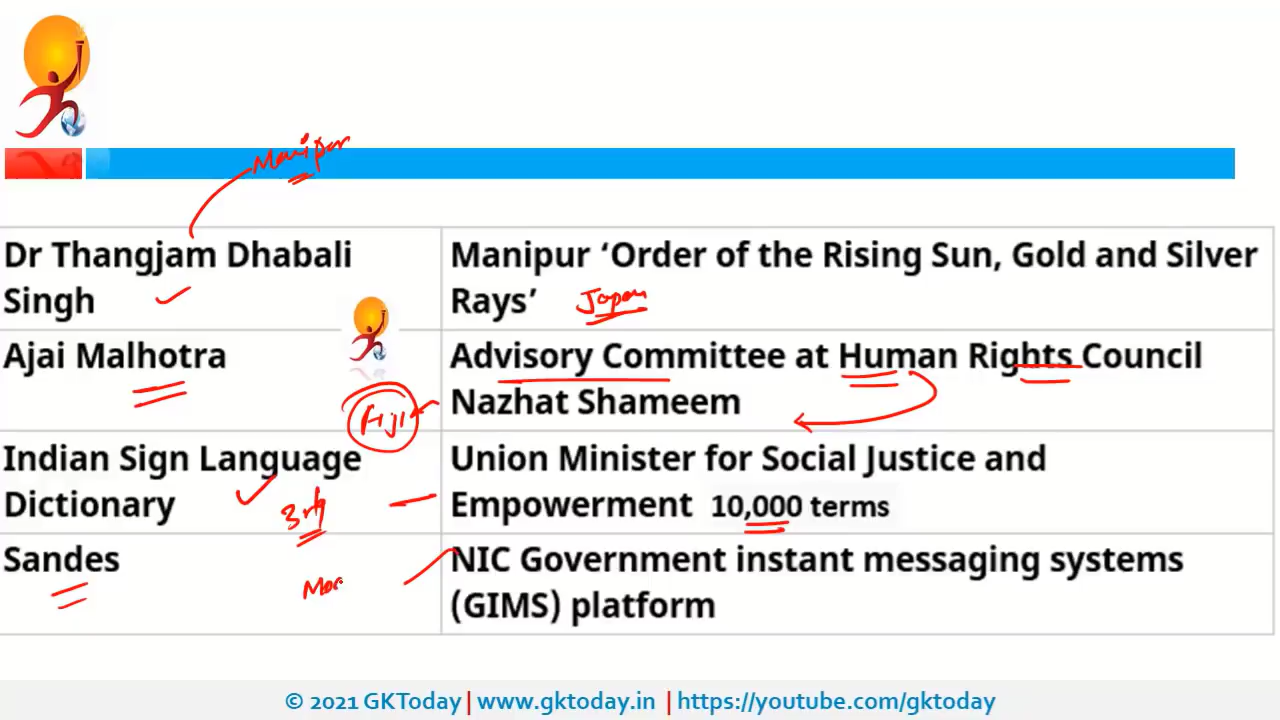 Manipur
Dr Thangjam Dhabali
Singh
Manipur ‘Order of the Rising Sun, Gold and Silver
Rays’ Japan
Ajai Malhotra
Advisory Committee at Human Rights Council
Nazhat Shameem
Fiji
Indian Sign Language
Dictionary
3rd
Union Minister for Social Justice and
Empowerment 10,000 terms
Sandes
NIC Government instant messaging systems
(GIMS) platform
© 2021 GKToday | www.gktoday.in | https://youtube.com/gktoday